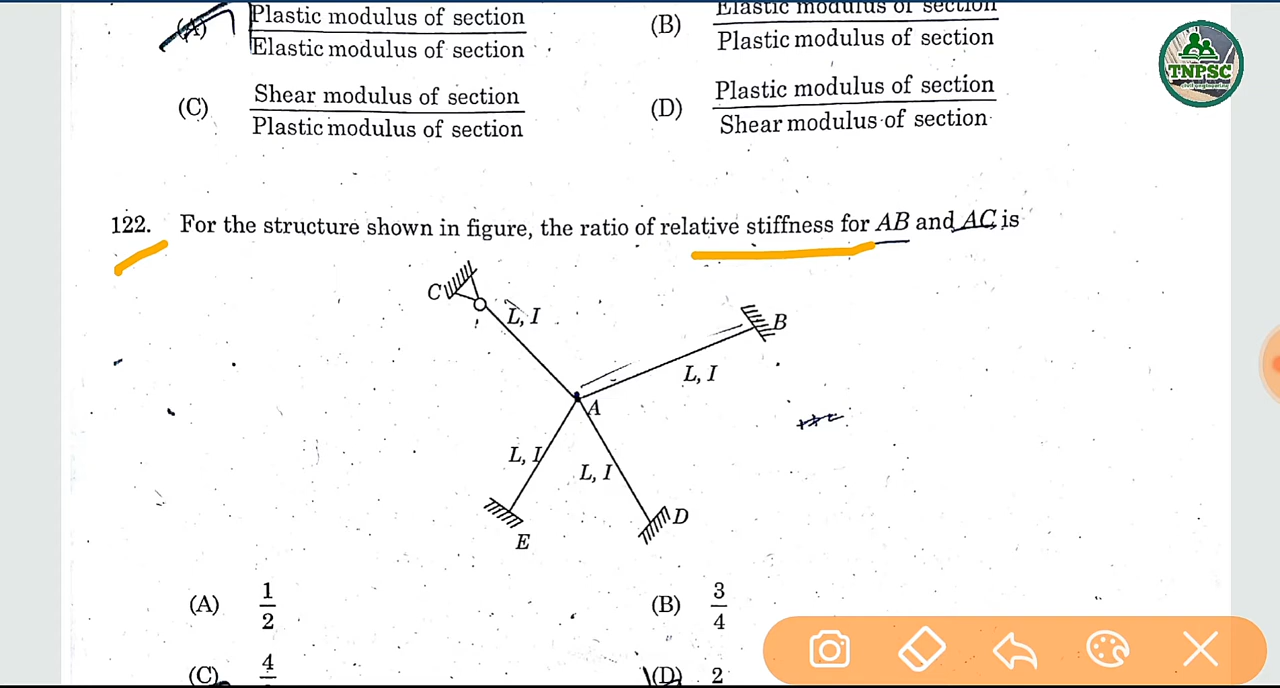 (A) Plastic modulus of section
Elastic modulus of section
(B) Elastic modulus of section
Plastic modulus of section
(C) Shear modulus of section
Plastic modulus of section
(D) Plastic modulus of section
Shear modulus of section
TNPSC
122. For the structure shown in figure, the ratio of relative stiffness for AB and AC is
C
L, I
B
L, I
A
L, I
L, I
D
E
(A) 1
2
(B) 3
4
(C) 4
(D) 2